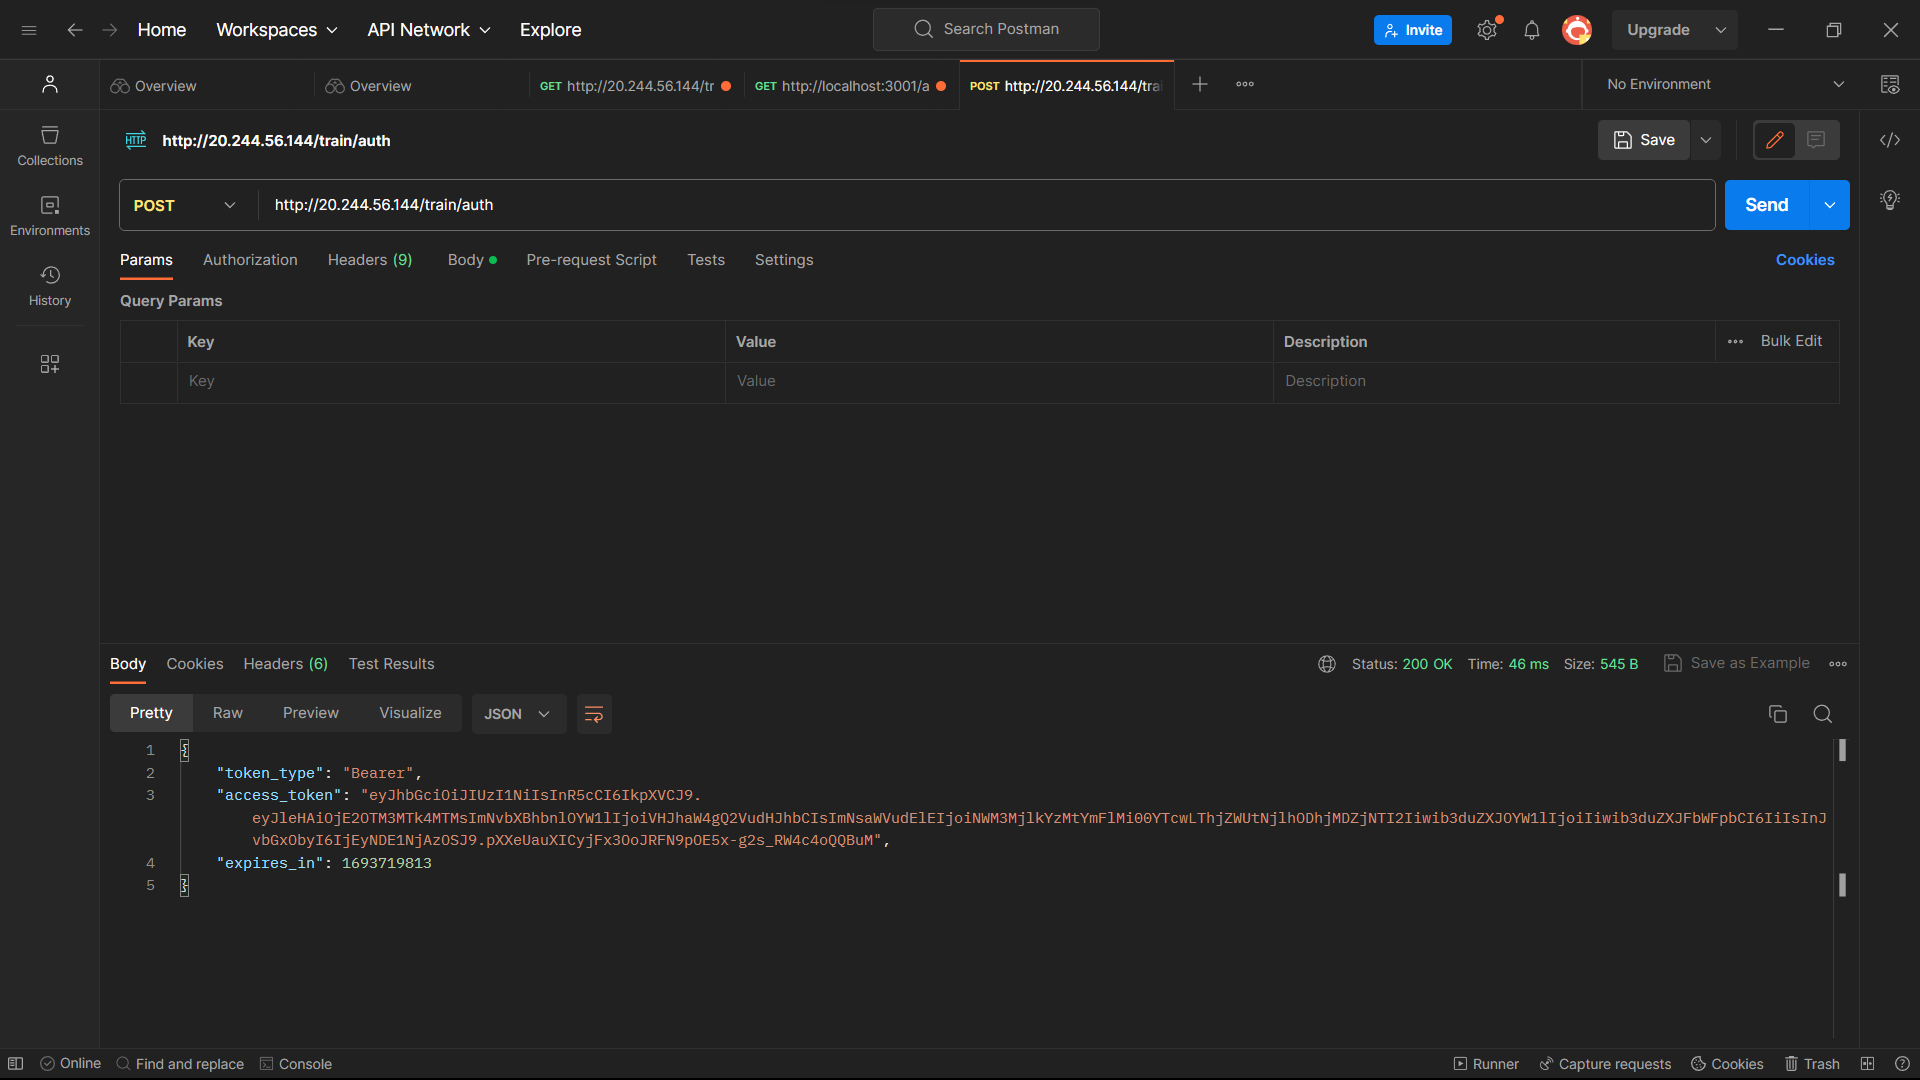 Home Workspaces API Network Explore Search Postman Invite Upgrade
Overview Overview GET http://20.244.56.144/tr GET http://localhost:3001/a POST http://20.244.56.144/trai No Environment
HTTP http://20.244.56.144/train/auth Save
Collections
Environments
History
POST http://20.244.56.144/train/auth Send
Params Authorization Headers (9) Body Pre-request Script Tests Settings Cookies
Query Params
Key Value Description Bulk Edit
Key Value Description
Body Cookies Headers (6) Test Results Status: 200 OK Time: 46 ms Size: 545 B Save as Example
Pretty Raw Preview Visualize JSON
1 {
2 "token_type": "Bearer",
3 "access_token": "eyJhbGciOiJIUzI1NiIsInR5cCI6IkpXVCJ9.
eyJleHAiOjE2OTM3MTk4MTMsImNvbXBhbnlOYW1lIjoiVHJhaW4gQ2VudHJhbCIsImNsaWVudElEIjoiNWM3MjlkYzMtYmFlMi00YTcwLThjZWUtNjlhODhjMDZjNTI2Iiwib3duZXJOYW1lIjoiIiwib3duZXJFbWFpbCI6IiIsInJ
vbGxObyI6IjEyNDE1NjAzOSJ9.pXXeUauXICyjFx3OoJRFN9pOE5x-g2s_RW4c4oQQBuM",
4 "expires_in": 1693719813
5 }
Online Find and replace Console Runner Capture requests Cookies Trash